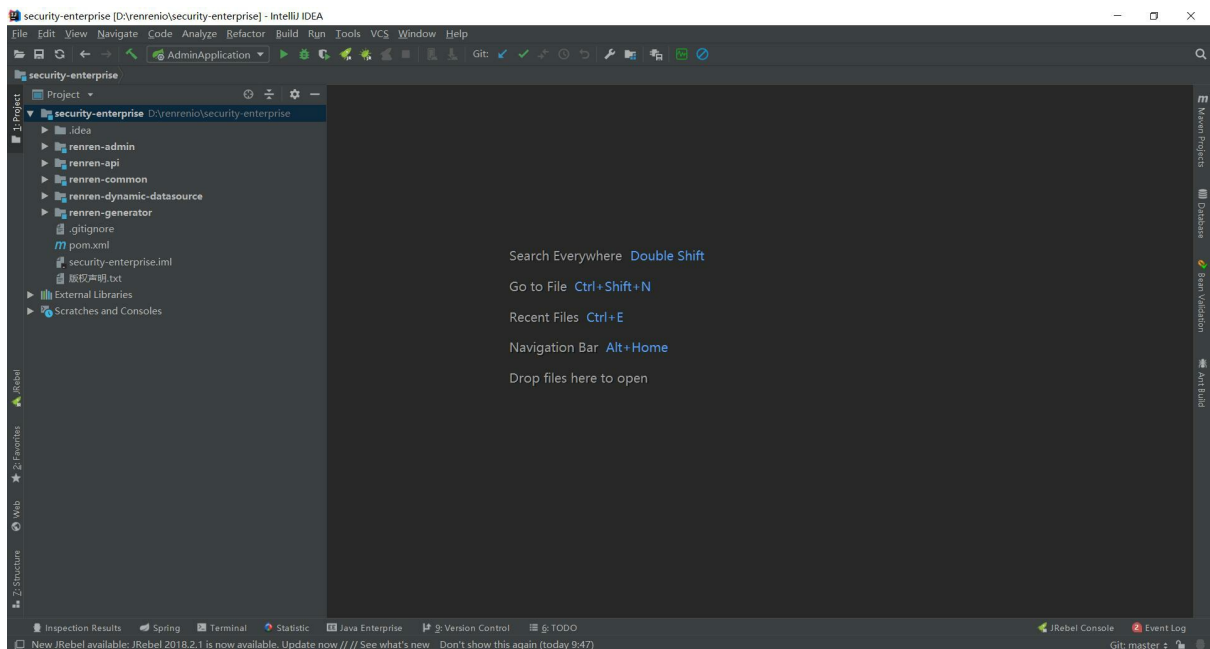 security-enterprise [D:\renrenio\security-enterprise] - IntelliJ IDEA
File Edit View Navigate Code Analyze Refactor Build Run Tools VCS Window Help
AdminApplication Git:
security-enterprise
Project
security-enterprise D:\renrenio\security-enterprise
.idea
renren-admin
renren-api
renren-common
renren-dynamic-datasource
renren-generator
.gitignore
m pom.xml
security-enterprise.iml
版权声明.txt
External Libraries
Scratches and Consoles
1: Project
JRebel
2: Favorites
Web
Z: Structure
Search Everywhere Double Shift
Go to File Ctrl+Shift+N
Recent Files Ctrl+E
Navigation Bar Alt+Home
Drop files here to open
m Maven Projects
Database
Bean Validation
Ant Build
Inspection Results Spring Terminal Statistic Java Enterprise 9: Version Control 6: TODO JRebel Console 2 Event Log
New JRebel available: JRebel 2018.2.1 is now available. Update now // // See what's new Don't show this again (today 9:47) Git: master